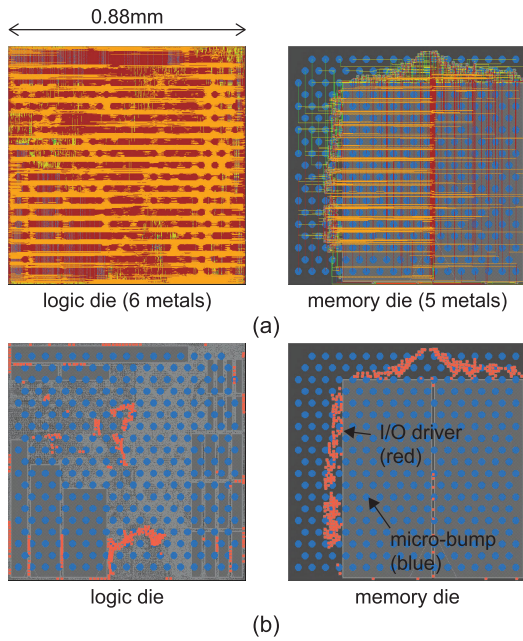 0.88mm
logic die (6 metals)
memory die (5 metals)
(a)
I/O driver
(red)
micro-bump
(blue)
logic die
memory die
(b)